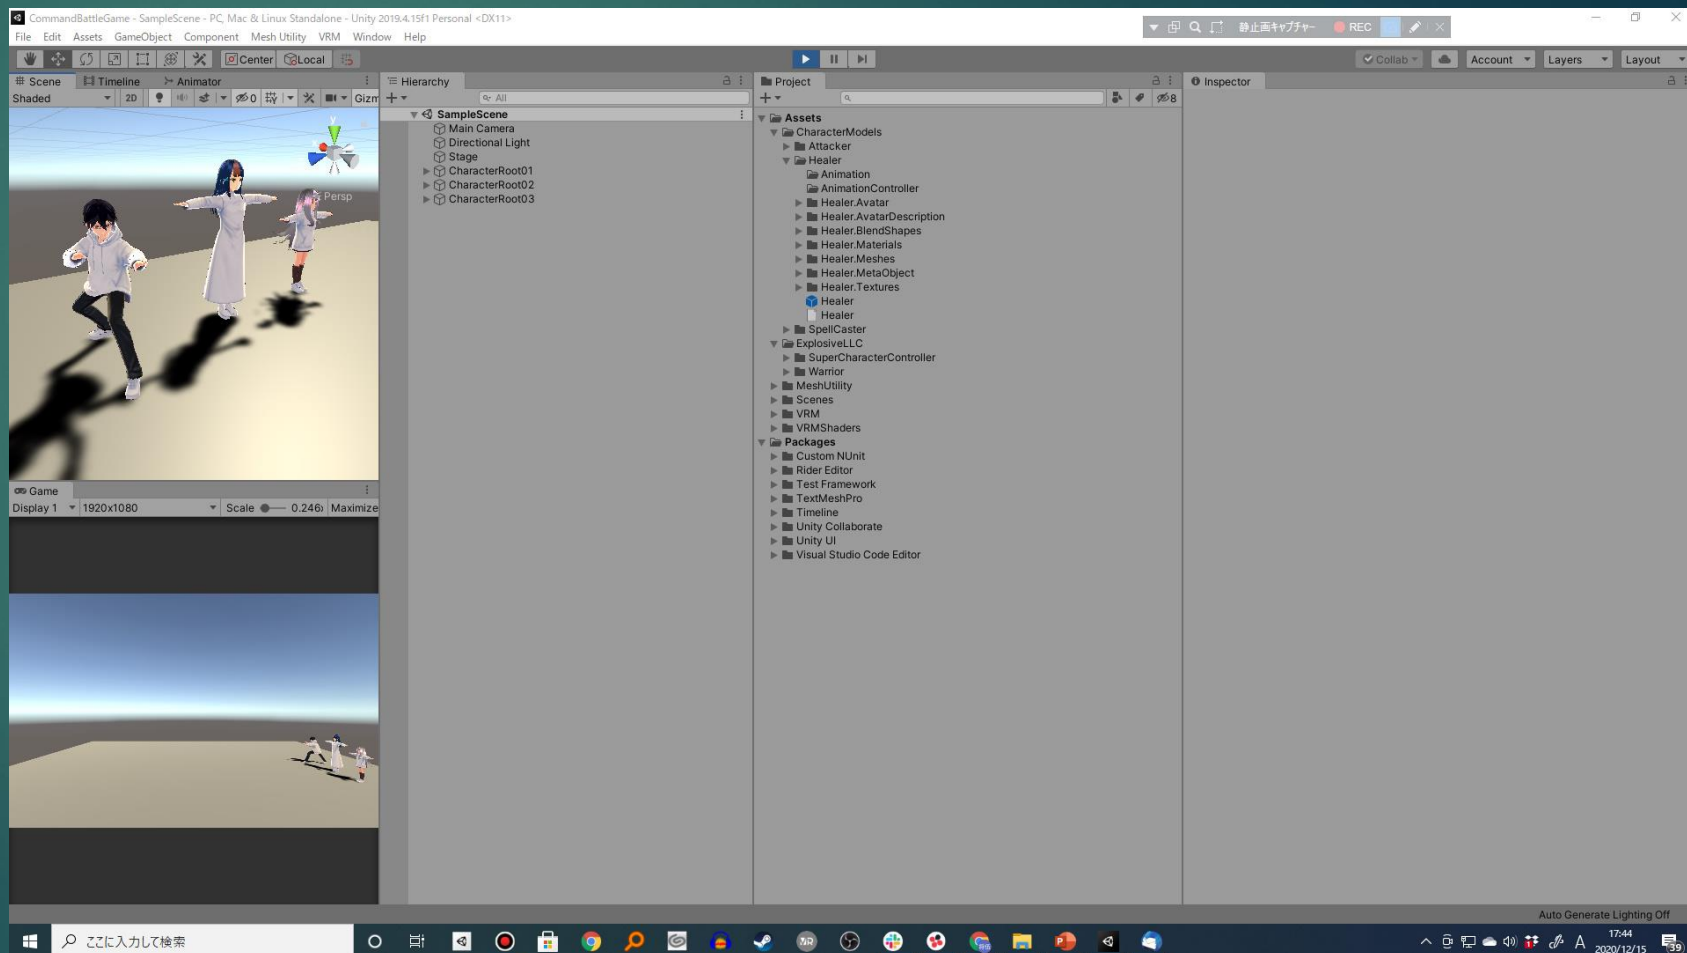 CommandBattleGame - SampleScene - PC, Mac & Linux Standalone - Unity 2019.4.15f1 Personal <DX11>
静止画キャプチャー REC
File Edit Assets GameObject Component Mesh Utility VRM Window Help
Center Local
Collab Account Layers Layout
Scene Timeline Animator
Shaded 2D 0 Gizm
y
Persp
Game
Display 1 1920x1080 Scale 0.246 Maximize
Hierarchy
All
SampleScene
Main Camera
Directional Light
Stage
CharacterRoot01
CharacterRoot02
CharacterRoot03
Project
8
Assets
CharacterModels
Attacker
Healer
Animation
AnimationController
Healer.Avatar
Healer.AvatarDescription
Healer.BlendShapes
Healer.Materials
Healer.Meshes
Healer.MetaObject
Healer.Textures
Healer
Healer
SpellCaster
ExplosiveLLC
SuperCharacterController
Warrior
MeshUtility
Scenes
VRM
VRMShaders
Packages
Custom NUnit
Rider Editor
Test Framework
TextMeshPro
Timeline
Unity Collaborate
Unity UI
Visual Studio Code Editor
Inspector
Auto Generate Lighting Off
ここに入力して検索
A
17:44
2020/12/15
39